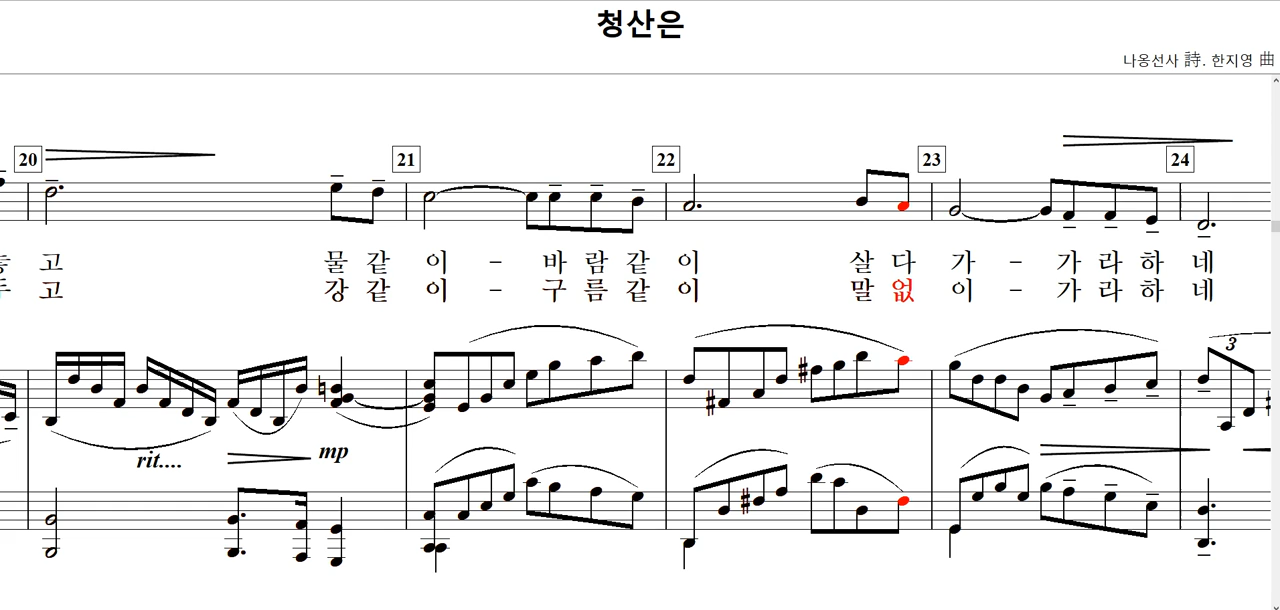 청산은
나옹선사 詩. 한지영 曲
20 21 22 23 24
고 물 같 이 - 바 람 같 이 살 다 가 - 가 라 하 네
고 강 같 이 - 구 름 같 이 말 없 이 - 가 라 하 네
3
rit.... mp